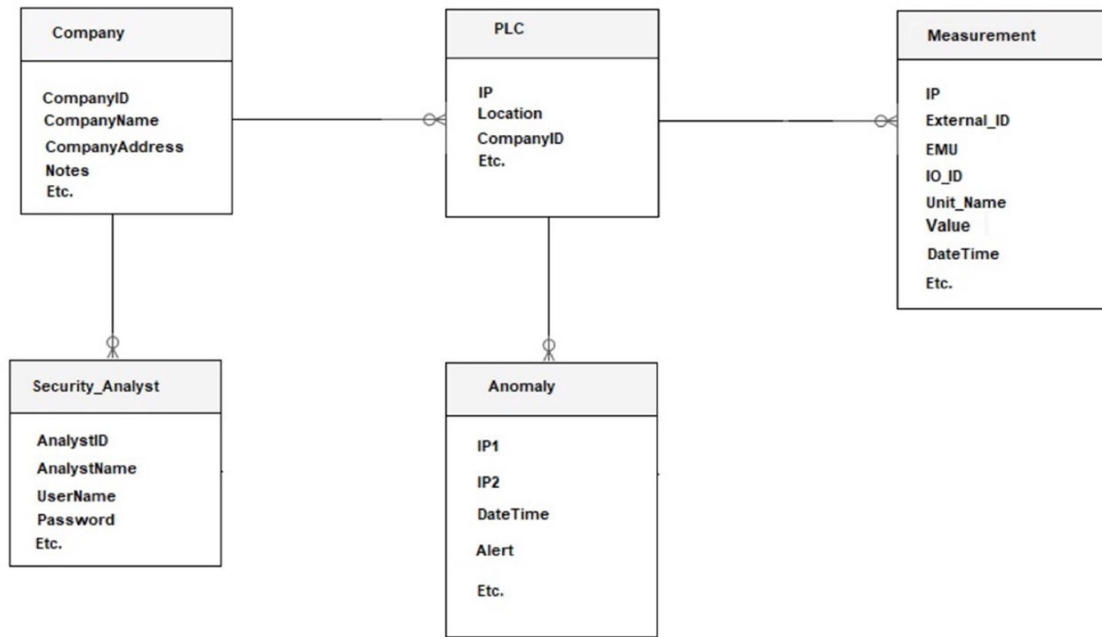 Company
CompanyID
CompanyName
CompanyAddress
Notes
Etc.
PLC
IP
Location
CompanyID
Etc.
Measurement
IP
External_ID
EMU
IO_ID
Unit_Name
Value
DateTime
Etc.
Security_Analyst
AnalystID
AnalystName
UserName
Password
Etc.
Anomaly
IP1
IP2
DateTime
Alert
Etc.